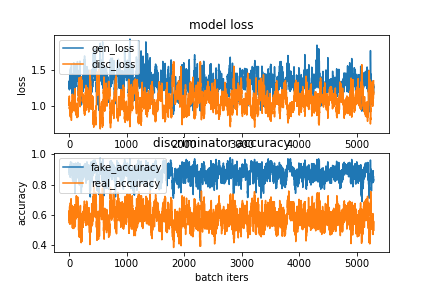 model loss
gen_loss
disc_loss
1.5
1.0
loss
0 1000 2000 3000 4000 5000
discriminator accuracy
fake_accuracy
real_accuracy
1.0
0.8
0.6
0.4
accuracy
0 1000 2000 3000 4000 5000
batch iters